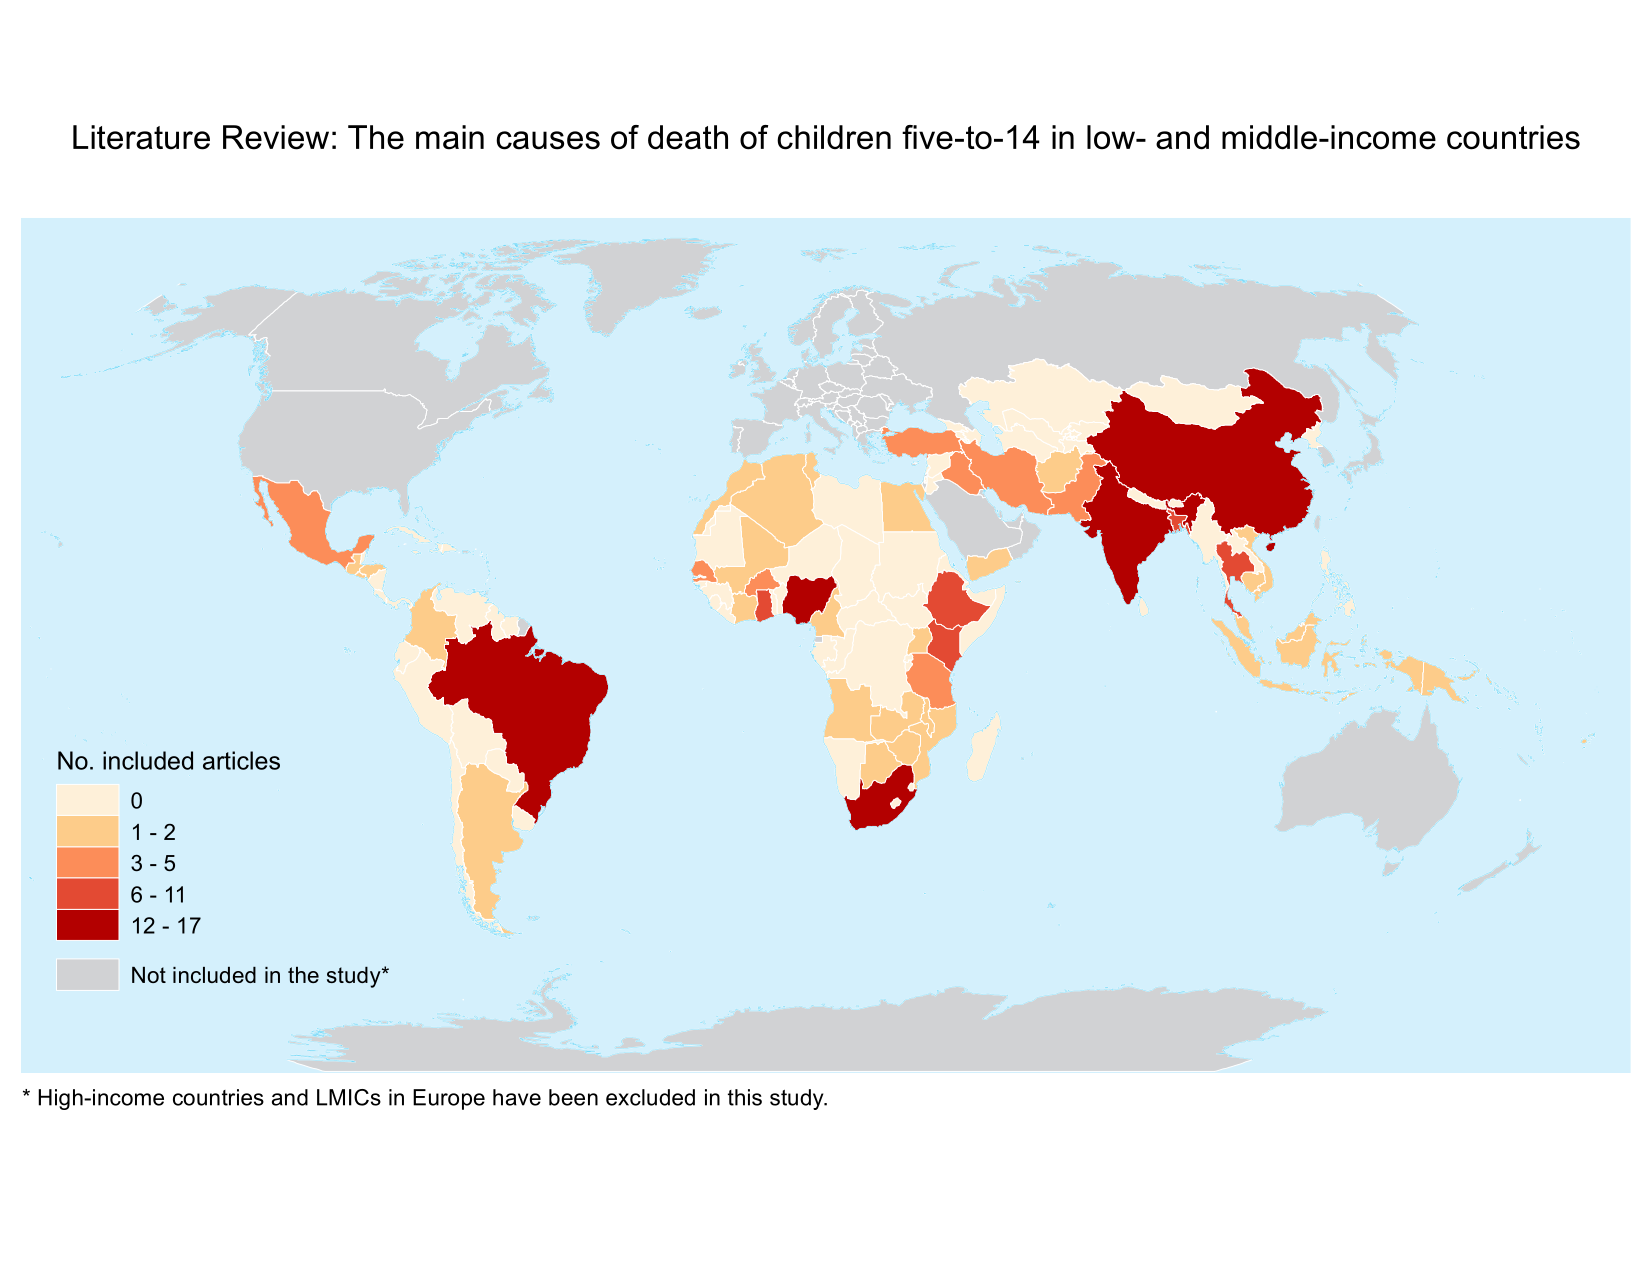 Literature Review: The main causes of death of children five-to-14 in low- and middle-income countries
No. included articles
0
1 - 2
3 - 5
6 - 11
12 - 17
Not included in the study*
* High-income countries and LMICs in Europe have been excluded in this study.